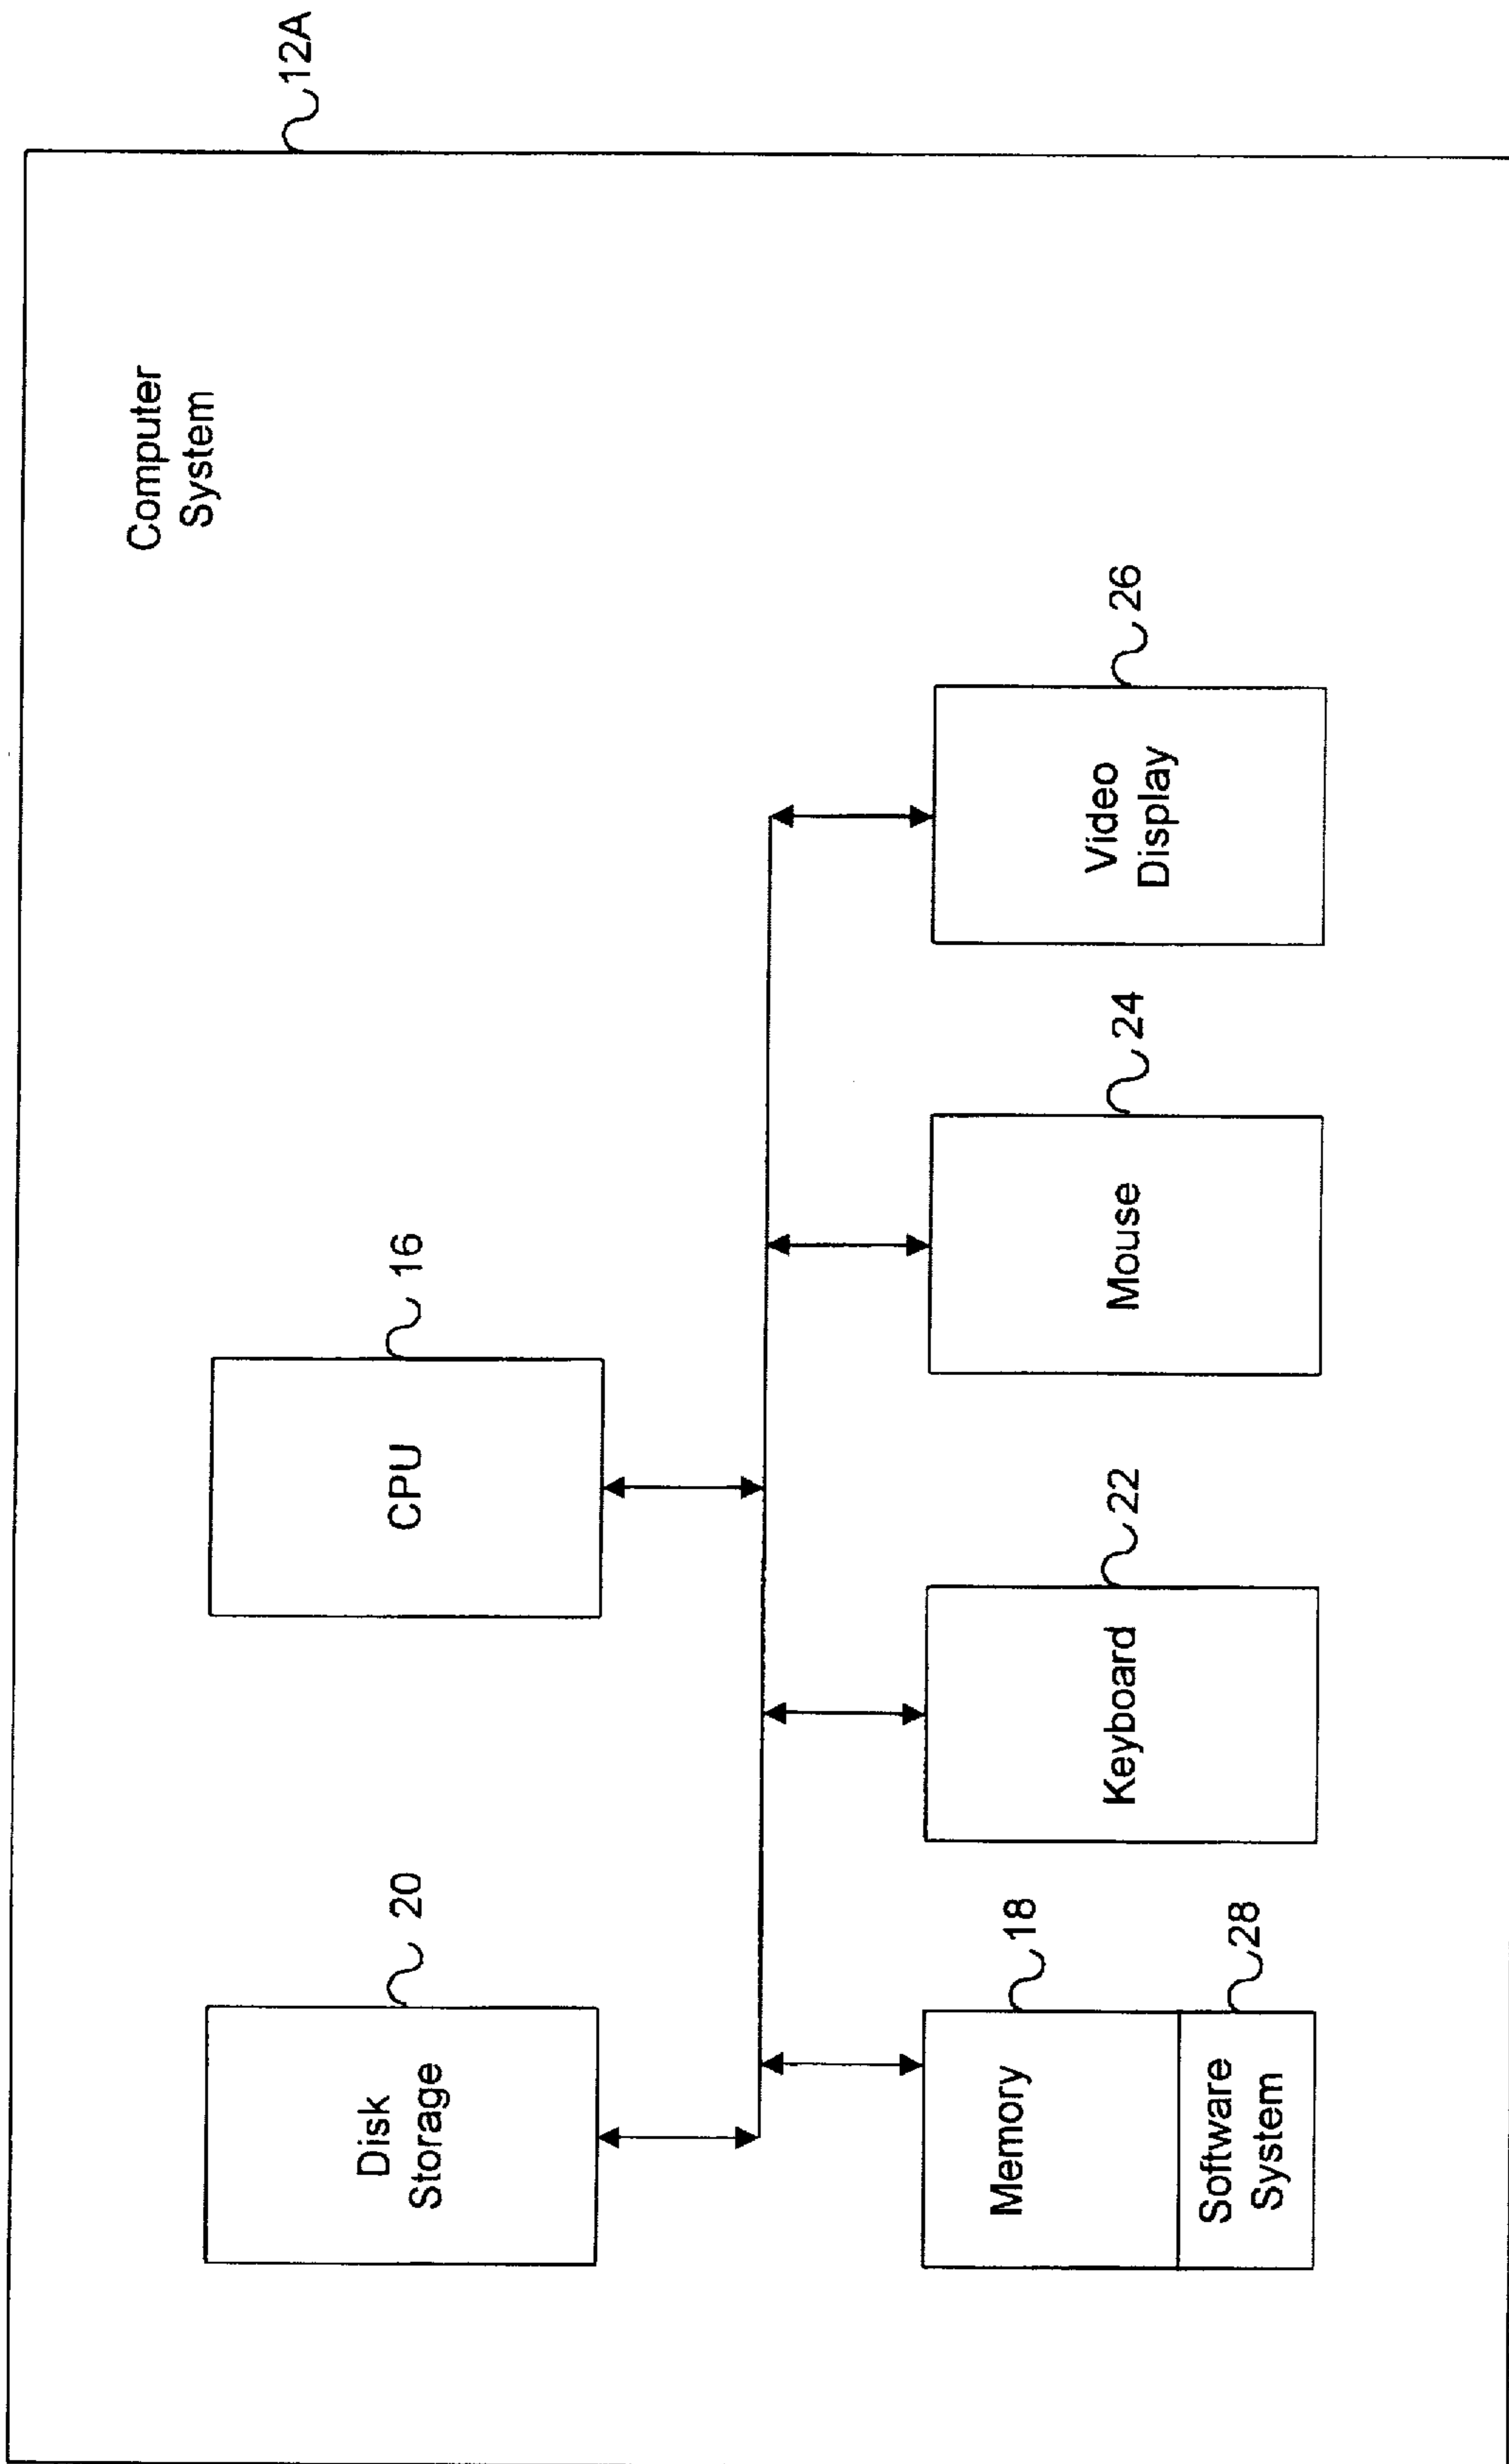 12A
Computer
System
20
Disk
Storage
16
CPU
18
Memory
28
Software
System
22
Keyboard
24
Mouse
26
Video
Display